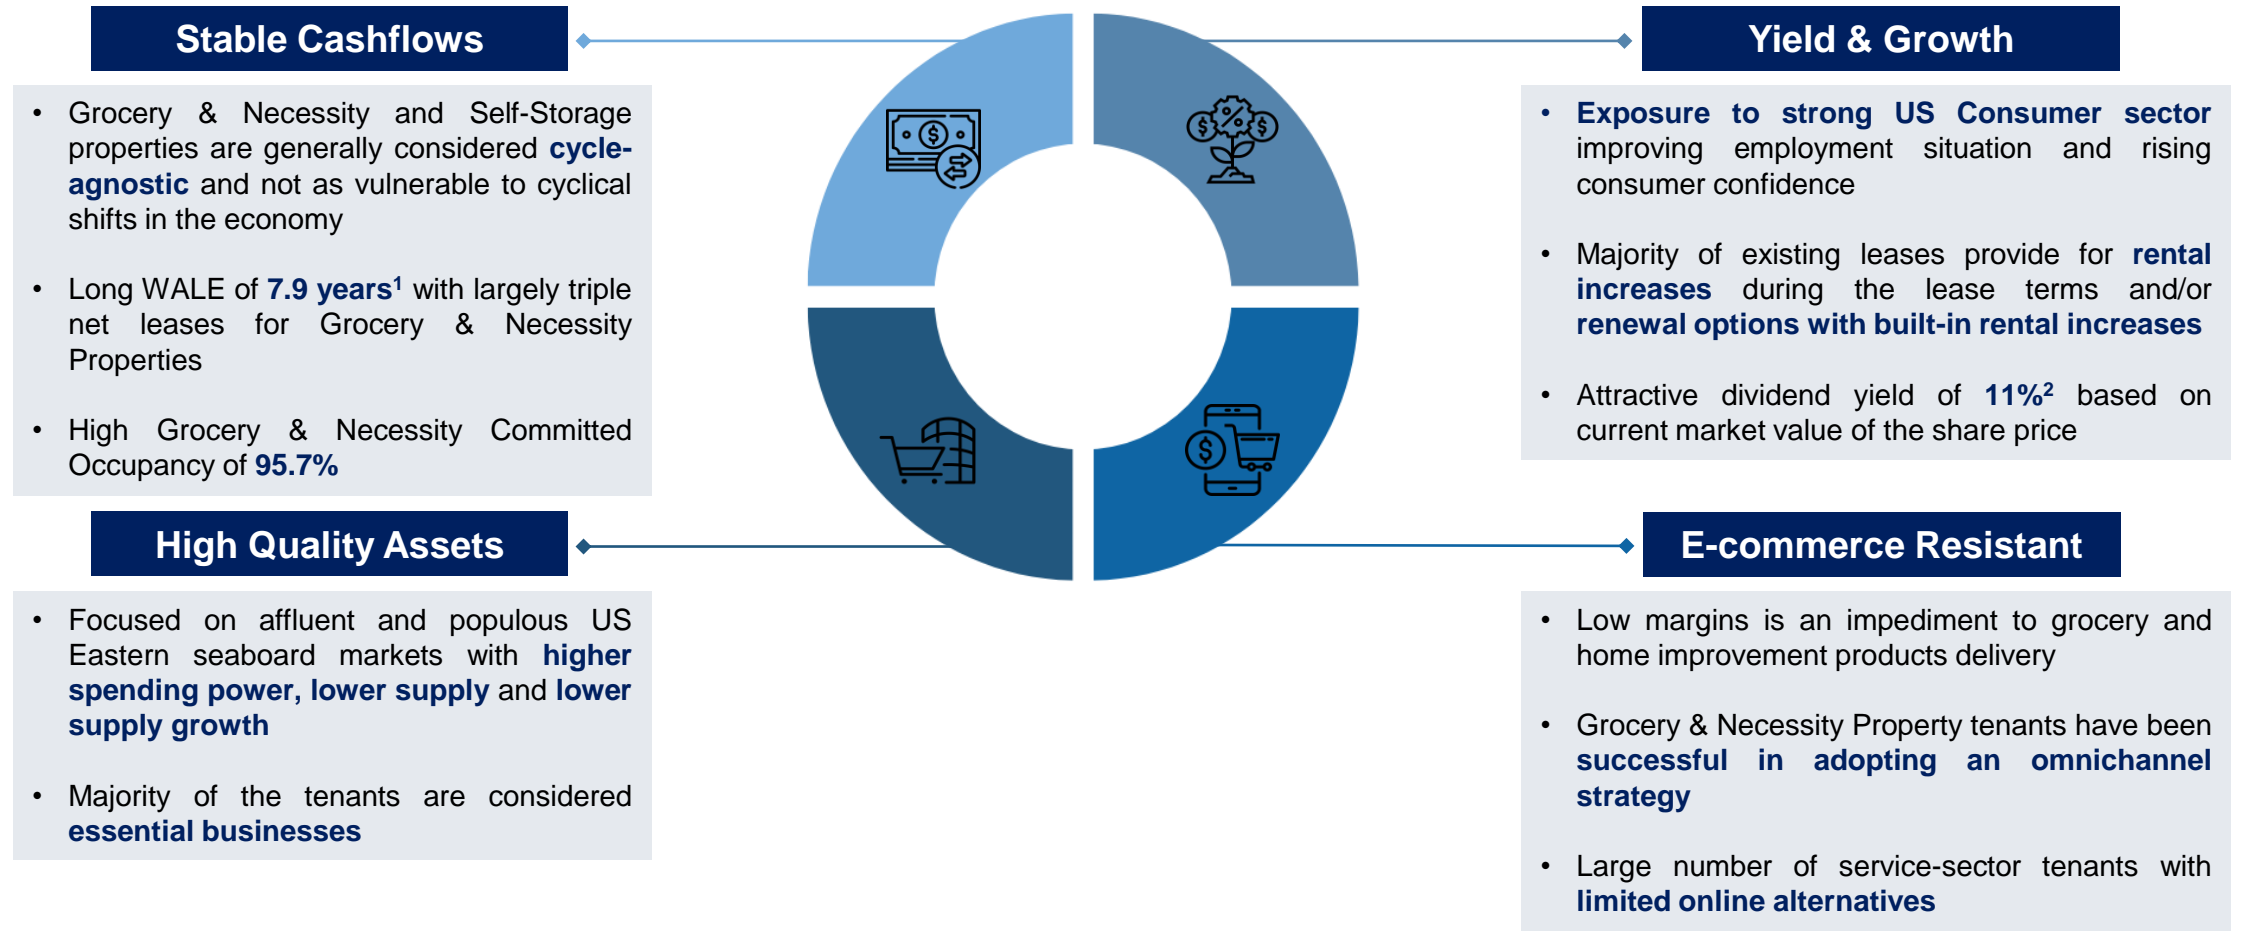 Stable Cashflows
• Grocery & Necessity and Self-Storage
properties are generally considered cycle-
agnostic and not as vulnerable to cyclical
shifts in the economy
• Long WALE of 7.9 years¹ with largely triple
net leases for Grocery & Necessity
Properties
• High Grocery & Necessity Committed
Occupancy of 95.7%
Yield & Growth
• Exposure to strong US Consumer sector
improving employment situation and rising
consumer confidence
• Majority of existing leases provide for rental
increases during the lease terms and/or
renewal options with built-in rental increases
• Attractive dividend yield of 11%² based on
current market value of the share price
High Quality Assets
• Focused on affluent and populous US
Eastern seaboard markets with higher
spending power, lower supply and lower
supply growth
• Majority of the tenants are considered
essential businesses
E-commerce Resistant
• Low margins is an impediment to grocery and
home improvement products delivery
• Grocery & Necessity Property tenants have been
successful in adopting an omnichannel
strategy
• Large number of service-sector tenants with
limited online alternatives